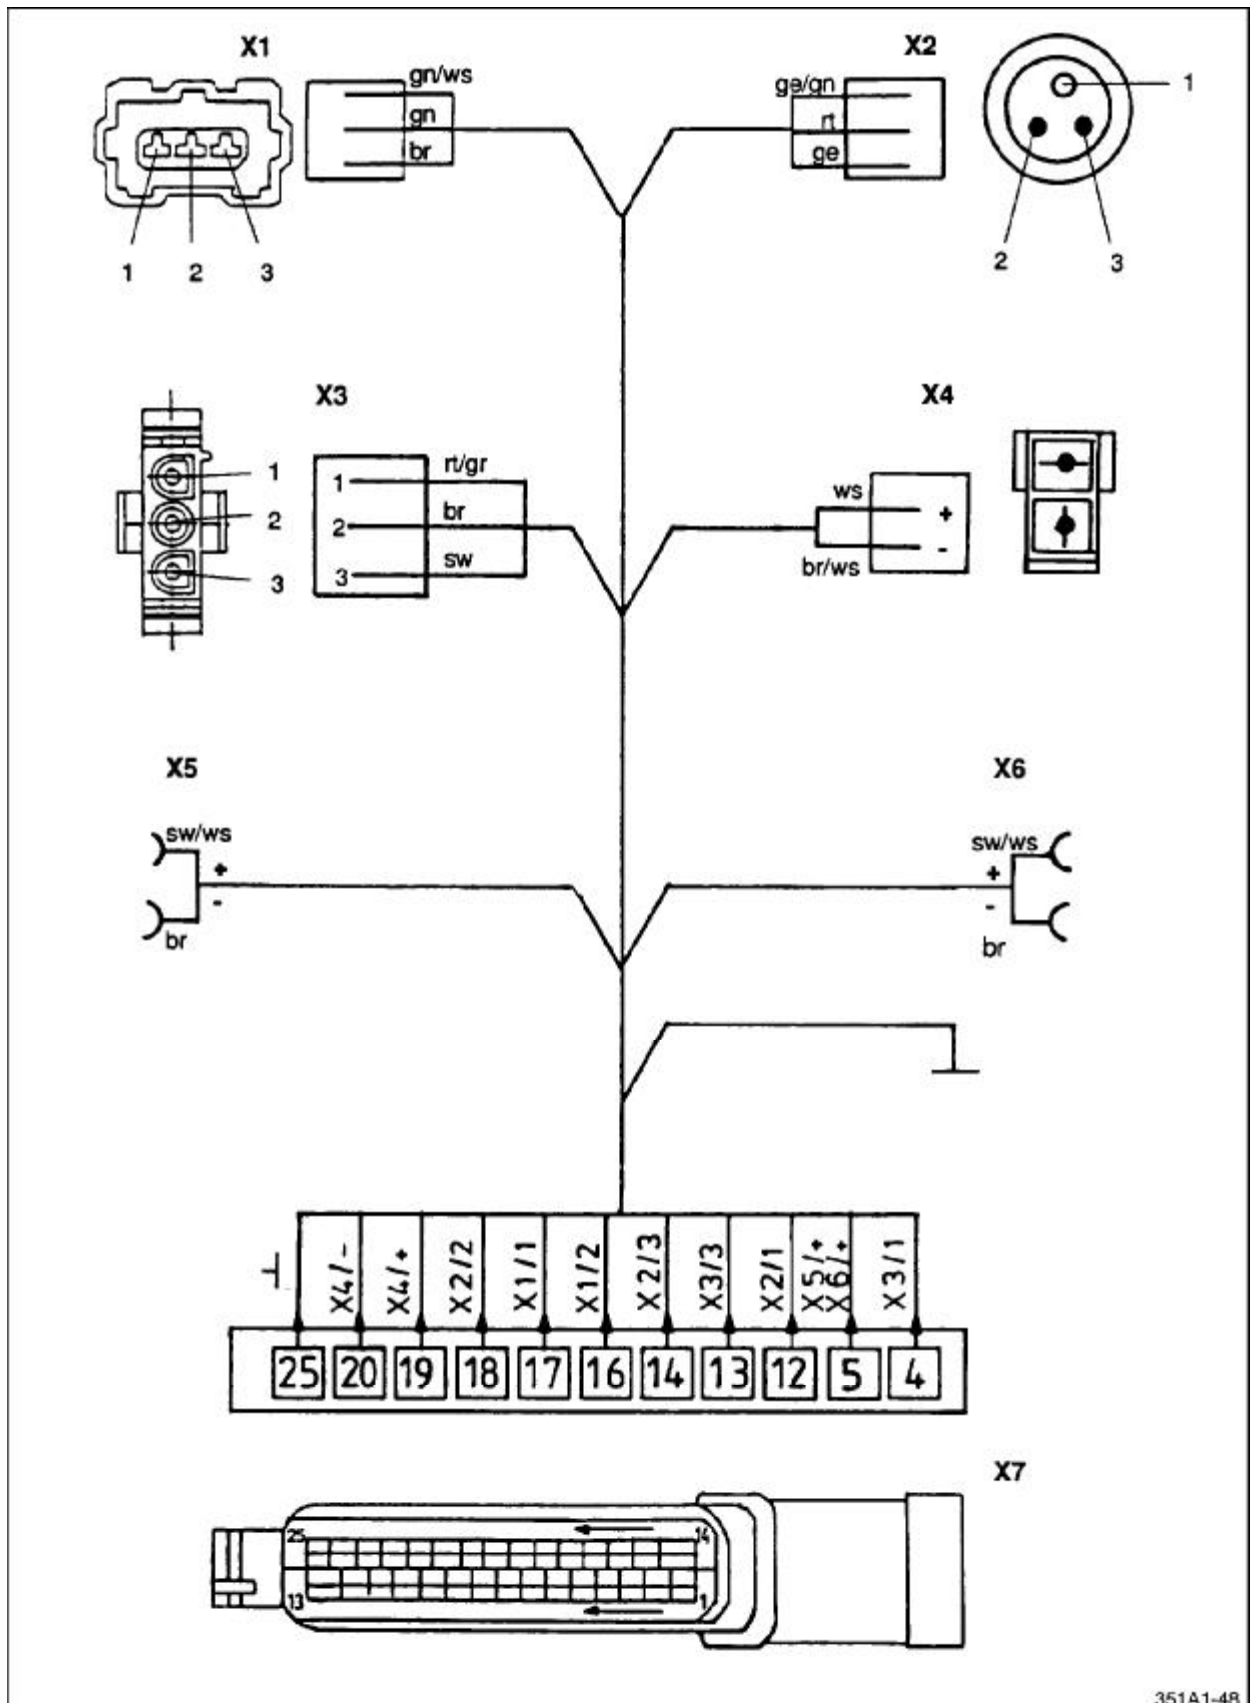 X1
X2
gn/ws
gn
br
ge/gn
rt
ge
1
1
2
3
2
3
X3
X4
1
2
3
1
2
3
rt/gr
br
sw
ws
br/ws
+
-
X5
X6
sw/ws
+
-
br
sw/ws
+
-
br
X4/-
X4/+
X2/2
X1/1
X1/2
X2/3
X3/3
X2/1
X5/+
X6/+
X3/1
25 20 19 18 17 16 14 13 12 5 4
X7
25
14
13
1
351A1-48